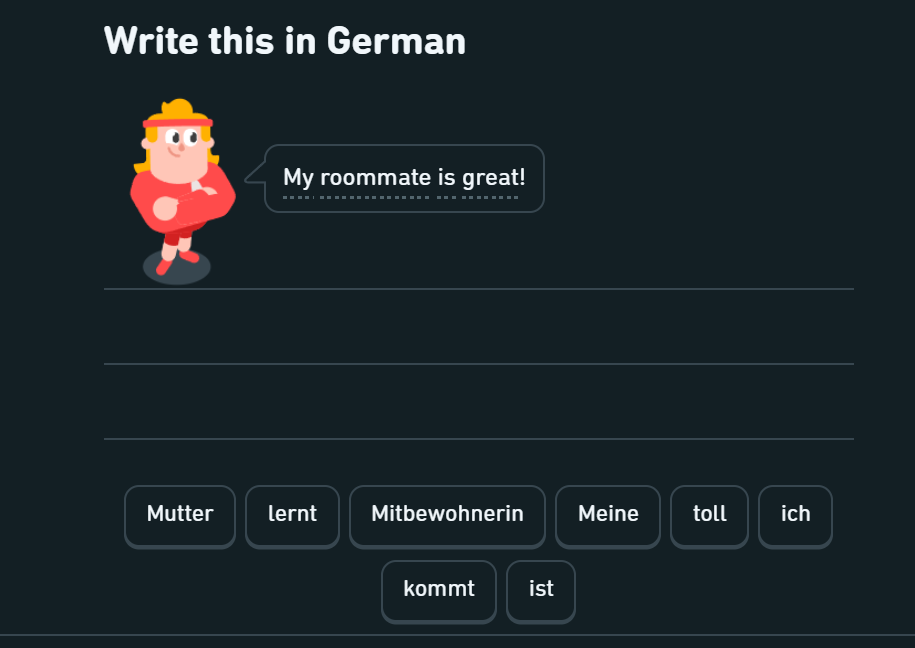 Write this in German
My roommate is great!
Mutter lernt Mitbewohnerin Meine toll ich
kommt ist